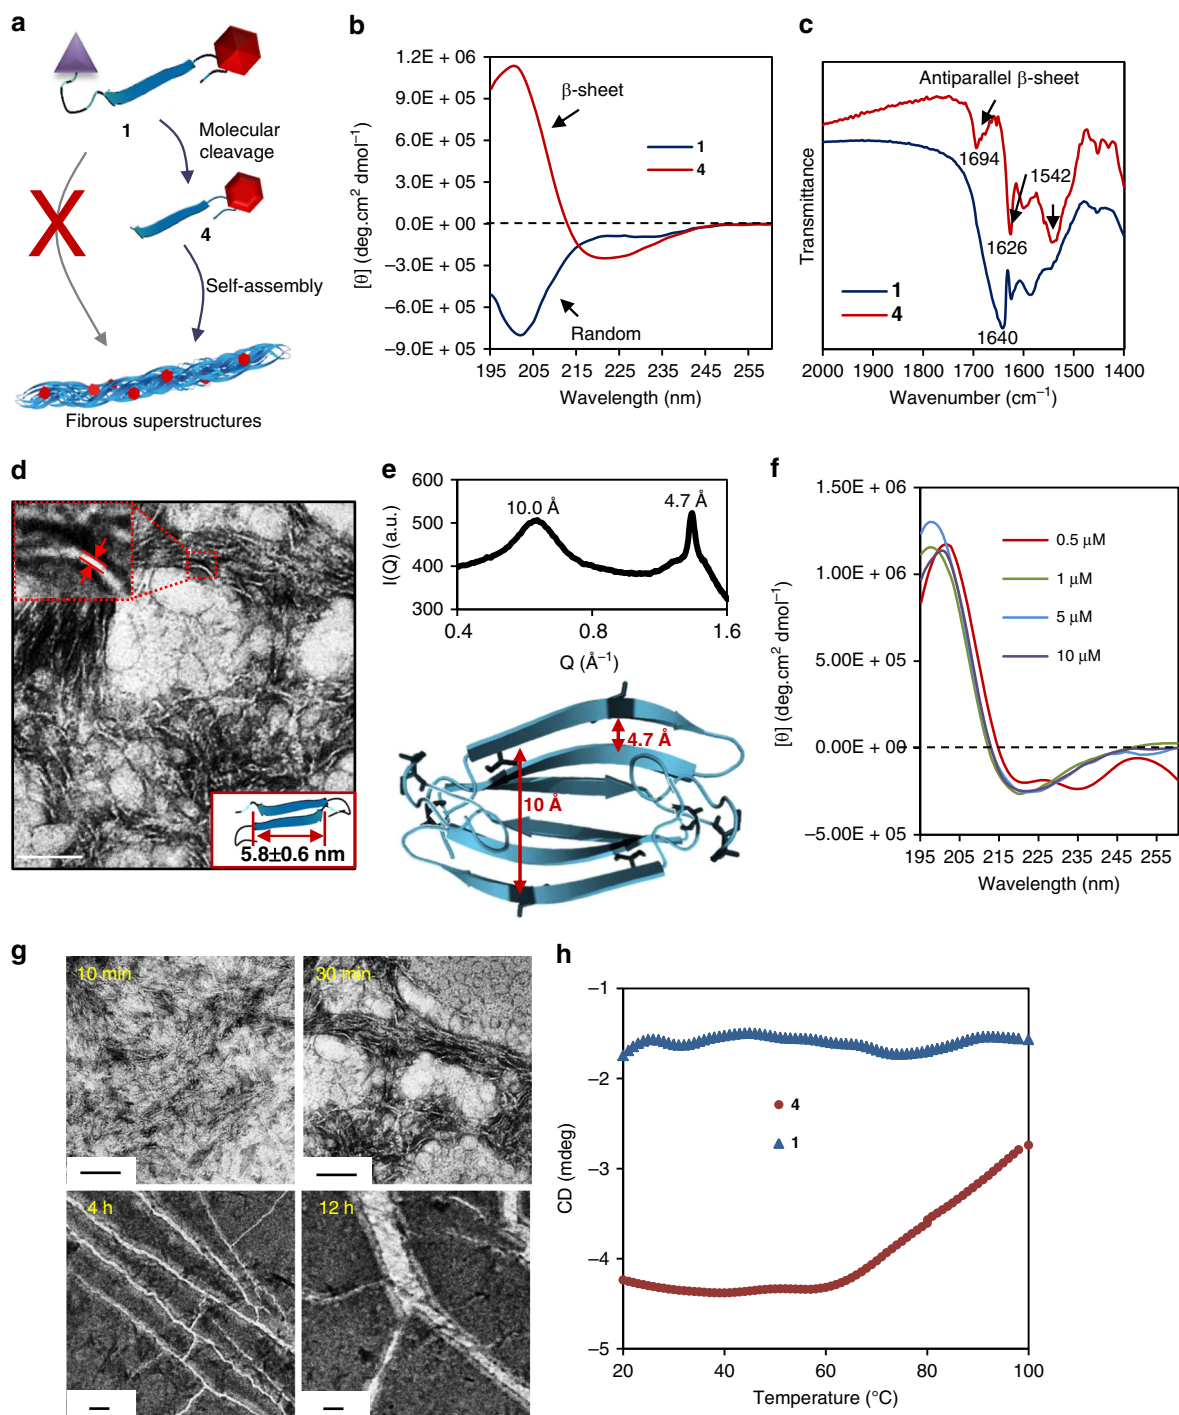 a
1
Molecular
cleavage
X
4
Self-assembly
Fibrous superstructures
b
1.2E + 06
9.0E + 05
6.0E + 05
3.0E + 05
0.0E + 00
−3.0E + 05
−6.0E + 05
−9.0E + 05
[θ] (deg.cm² dmol⁻¹)
β-sheet
1
4
Random
195 205 215 225 235 245 255
Wavelength (nm)
c
Transmittance
Antiparallel β-sheet
1694
1542
1626
1640
1
4
2000 1900 1800 1700 1600 1500 1400
Wavenumber (cm⁻¹)
d
5.8±0.6 nm
e
600
500
400
300
I(Q) (a.u.)
10.0 Å
4.7 Å
0.4 0.8 1.6
Q (Å⁻¹)
4.7 Å
10 Å
f
1.50E + 06
1.00E + 06
5.00E + 05
0.00E + 00
−5.00E + 05
[θ] (deg.cm² dmol⁻¹)
0.5 μM
1 μM
5 μM
10 μM
195 205 215 225 235 245 255
Wavelength (nm)
g
10 min
30 min
4 h
12 h
h
−1
−2
−3
−4
−5
CD (mdeg)
4
1
20 40 60 80 100
Temperature (°C)